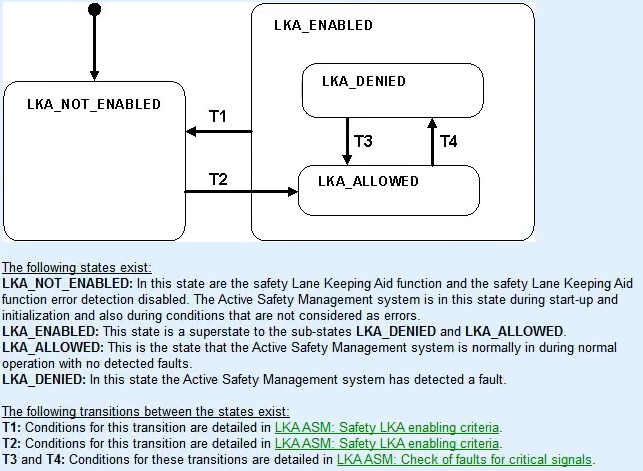 LKA_ENABLED
LKA_DENIED
LKA_NOT_ENABLED
T1
T3
T4
T2
LKA_ALLOWED
The following states exist:
LKA_NOT_ENABLED: In this state are the safety Lane Keeping Aid function and the safety Lane Keeping Aid
function error detection disabled. The Active Safety Management system is in this state during start-up and
initialization and also during conditions that are not considered as errors.
LKA_ENABLED: This state is a superstate to the sub-states LKA_DENIED and LKA_ALLOWED.
LKA_ALLOWED: This is the state that the Active Safety Management system is normally in during normal
operation with no detected faults.
LKA_DENIED: In this state the Active Safety Management system has detected a fault.
The following transitions between the states exist:
T1: Conditions for this transition are detailed in LKA ASM: Safety LKA enabling criteria.
T2: Conditions for this transition are detailed in LKA ASM: Safety LKA enabling criteria.
T3 and T4: Conditions for these transitions are detailed in LKA ASM: Check of faults for critical signals.